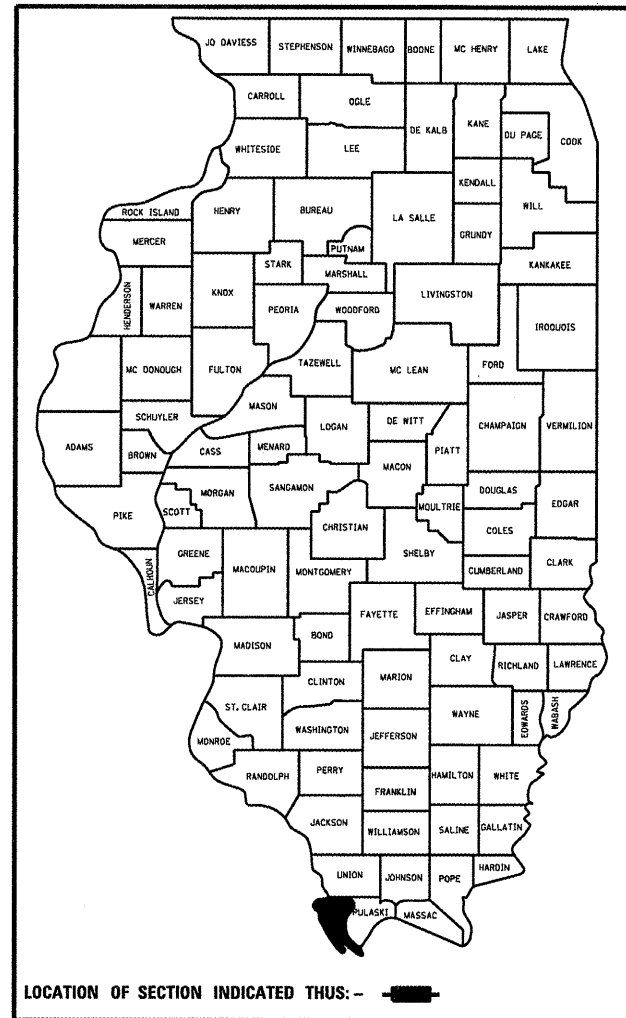 JO DAVIESS STEPHENSON WINNEBAGO BOONE MC HENRY LAKE
CARROLL OGLE DE KALB KANE DU PAGE COOK
WHITESIDE LEE
KENDALL WILL
ROCK ISLAND HENRY BUREAU LA SALLE GRUNDY
MERCER PUTNAM
STARK MARSHALL KANKAKEE
HENDERSON WARREN KNOX PEORIA WOODFORD LIVINGSTON IROQUOIS
MC DONOUGH FULTON TAZEWELL MC LEAN FORD
MASON
SCHUYLER LOGAN DE WITT CHAMPAIGN VERMILION
ADAMS BROWN CASS MENARD MACON PIATT
SANGAMON DOUGLAS
PIKE SCOTT MORGAN CHRISTIAN MOULTRIE COLES EDGAR
GREENE MACOUPIN MONTGOMERY SHELBY CUMBERLAND CLARK
CALHOUN JERSEY
FAYETTE EFFINGHAM JASPER CRAWFORD
MADISON BOND
CLAY RICHLAND LAWRENCE
CLINTON MARION
ST. CLAIR WAYNE EDWARDS WABASH
WASHINGTON JEFFERSON
MONROE
RANDOLPH PERRY HAMILTON WHITE
FRANKLIN
JACKSON WILLIAMSON SALINE GALLATIN
UNION JOHNSON POPE HARDIN
PULASKI MASSAC
LOCATION OF SECTION INDICATED THUS: -